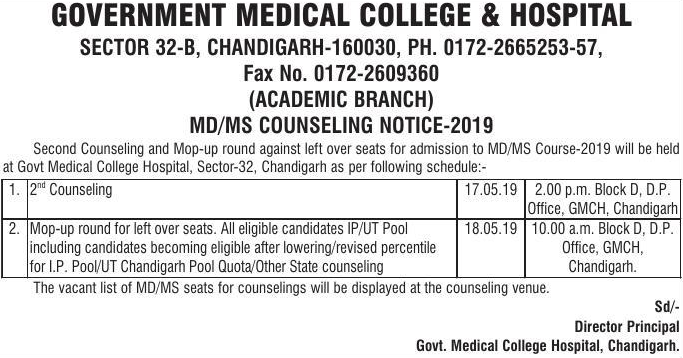 GOVERNMENT MEDICAL COLLEGE & HOSPITAL
SECTOR 32-B, CHANDIGARH-160030, PH. 0172-2665253-57,
Fax No. 0172-2609360
(ACADEMIC BRANCH)
MD/MS COUNSELING NOTICE-2019
Second Counseling and Mop-up round against left over seats for admission to MD/MS Course-2019 will be held
at Govt Medical College Hospital, Sector-32, Chandigarh as per following schedule:-
1. 2nd Counseling 17.05.19 2.00 p.m. Block D, D.P.
Office, GMCH, Chandigarh
2. Mop-up round for left over seats. All eligible candidates IP/UT Pool 18.05.19 10.00 a.m. Block D, D.P.
including candidates becoming eligible after lowering/revised percentile Office, GMCH,
for I.P. Pool/UT Chandigarh Pool Quota/Other State counseling Chandigarh.
The vacant list of MD/MS seats for counselings will be displayed at the counseling venue.
Sd/-
Director Principal
Govt. Medical College Hospital, Chandigarh.